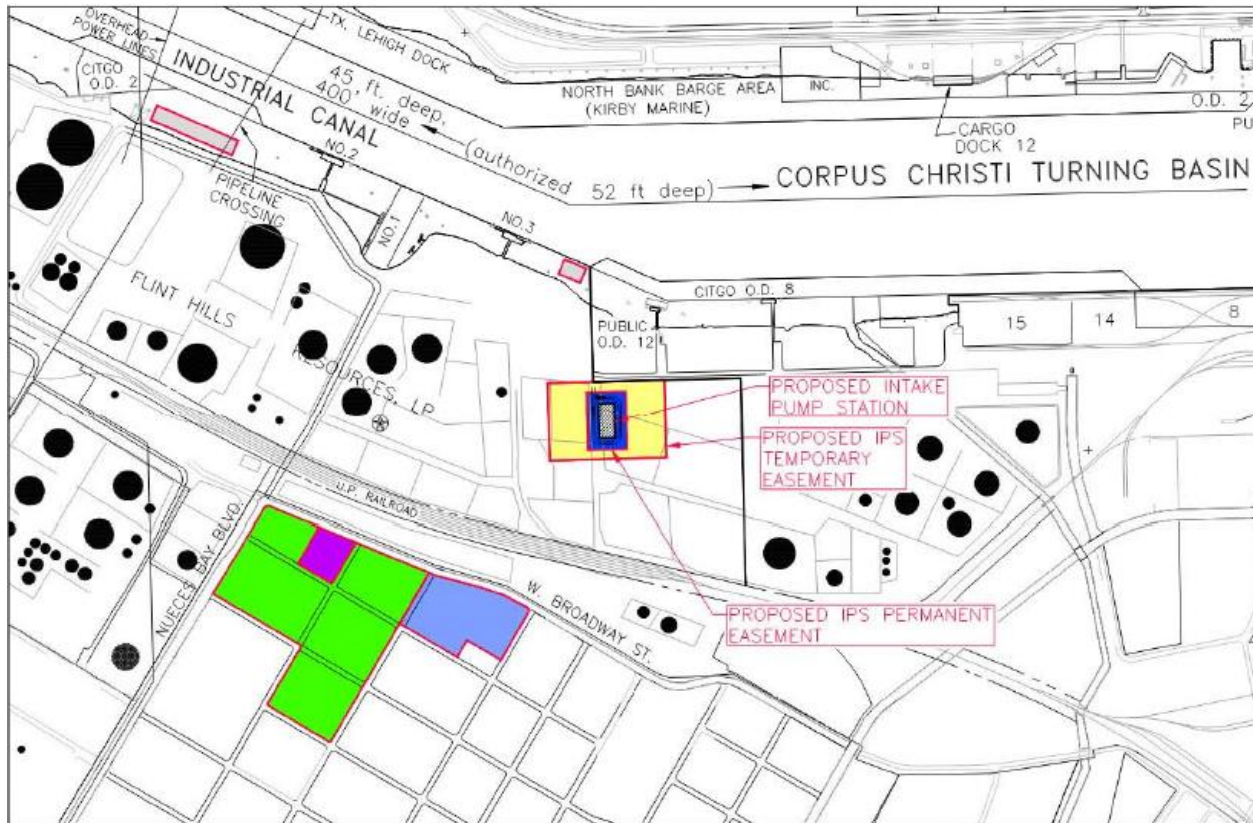 OVERHEAD
POWER LINES
TX. LEHIGH DOCK
CITGO
O.D. 2
INDUSTRIAL CANAL
45 ft. deep,
400' wide
(authorized
52 ft deep)
NORTH BANK BARGE AREA
(KIRBY MARINE)
INC.
CARGO
DOCK 12
O.D. 2
PU
CORPUS CHRISTI TURNING BASIN
NO.2
PIPELINE
CROSSING
NO.1
NO.3
CITGO O.D. 8
PUBLIC
O.D. 12
15
14
8
FLINT HILLS
RESOURCES, LP
PROPOSED INTAKE
PUMP STATION
PROPOSED IPS
TEMPORARY
EASEMENT
U.P. RAILROAD
NUECES BAY BLVD.
W. BROADWAY ST.
PROPOSED IPS PERMANENT
EASEMENT